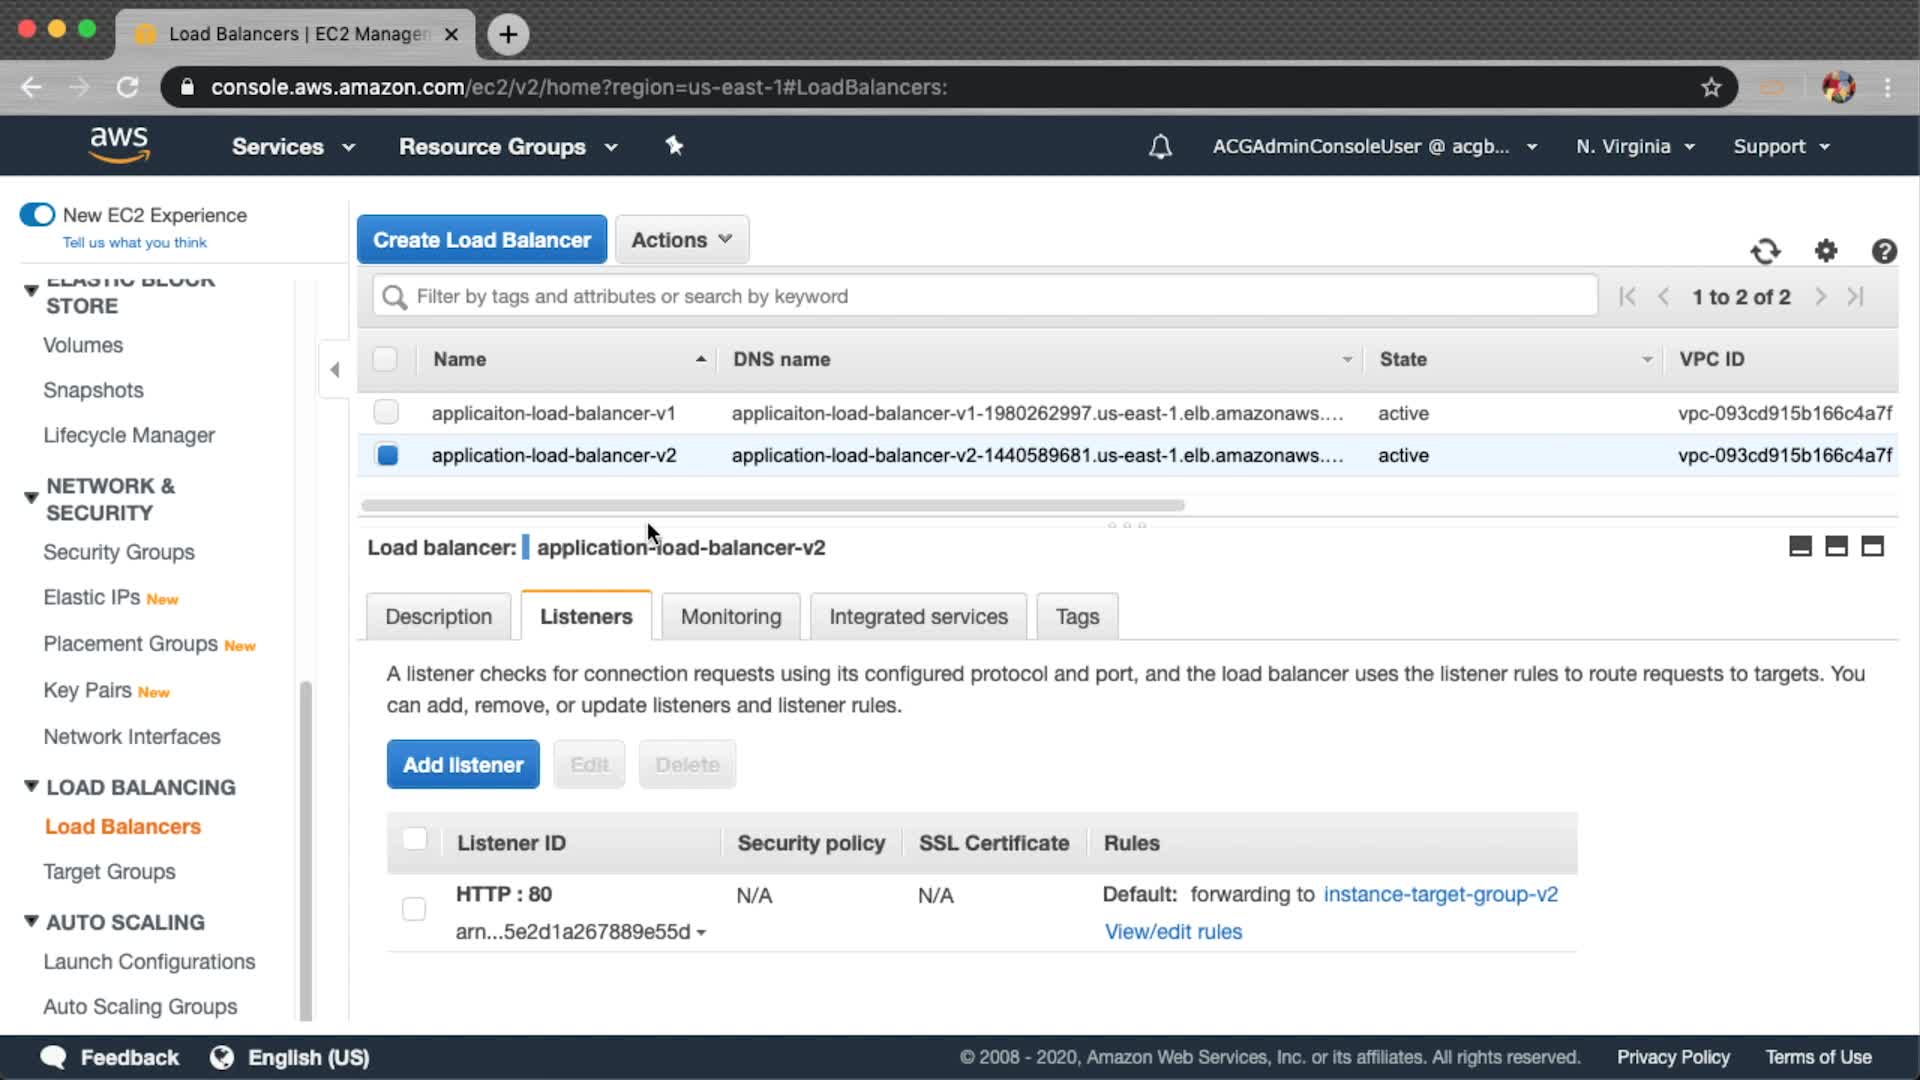 Load Balancers | EC2 Manage
console.aws.amazon.com/ec2/v2/home?region=us-east-1#LoadBalancers:
aws
Services
Resource Groups
ACGAdminConsoleUser @ acgb...
N. Virginia
Support
New EC2 Experience
Tell us what you think
ELASTIC BLOCK
STORE
Volumes
Snapshots
Lifecycle Manager
NETWORK &
SECURITY
Security Groups
Elastic IPs New
Placement Groups New
Key Pairs New
Network Interfaces
LOAD BALANCING
Load Balancers
Target Groups
AUTO SCALING
Launch Configurations
Auto Scaling Groups
Create Load Balancer
Actions
Filter by tags and attributes or search by keyword
1 to 2 of 2
Name DNS name State VPC ID
applicaiton-load-balancer-v1 applicaiton-load-balancer-v1-1980262997.us-east-1.elb.amazonaws.... active vpc-093cd915b166c4a7f
application-load-balancer-v2 application-load-balancer-v2-1440589681.us-east-1.elb.amazonaws.... active vpc-093cd915b166c4a7f
Load balancer: application-load-balancer-v2
Description Listeners Monitoring Integrated services Tags
A listener checks for connection requests using its configured protocol and port, and the load balancer uses the listener rules to route requests to targets. You
can add, remove, or update listeners and listener rules.
Add listener Edit Delete
Listener ID Security policy SSL Certificate Rules
HTTP : 80 N/A N/A Default: forwarding to instance-target-group-v2
arn...5e2d1a267889e55d View/edit rules
Feedback
English (US)
© 2008 - 2020, Amazon Web Services, Inc. or its affiliates. All rights reserved.
Privacy Policy
Terms of Use